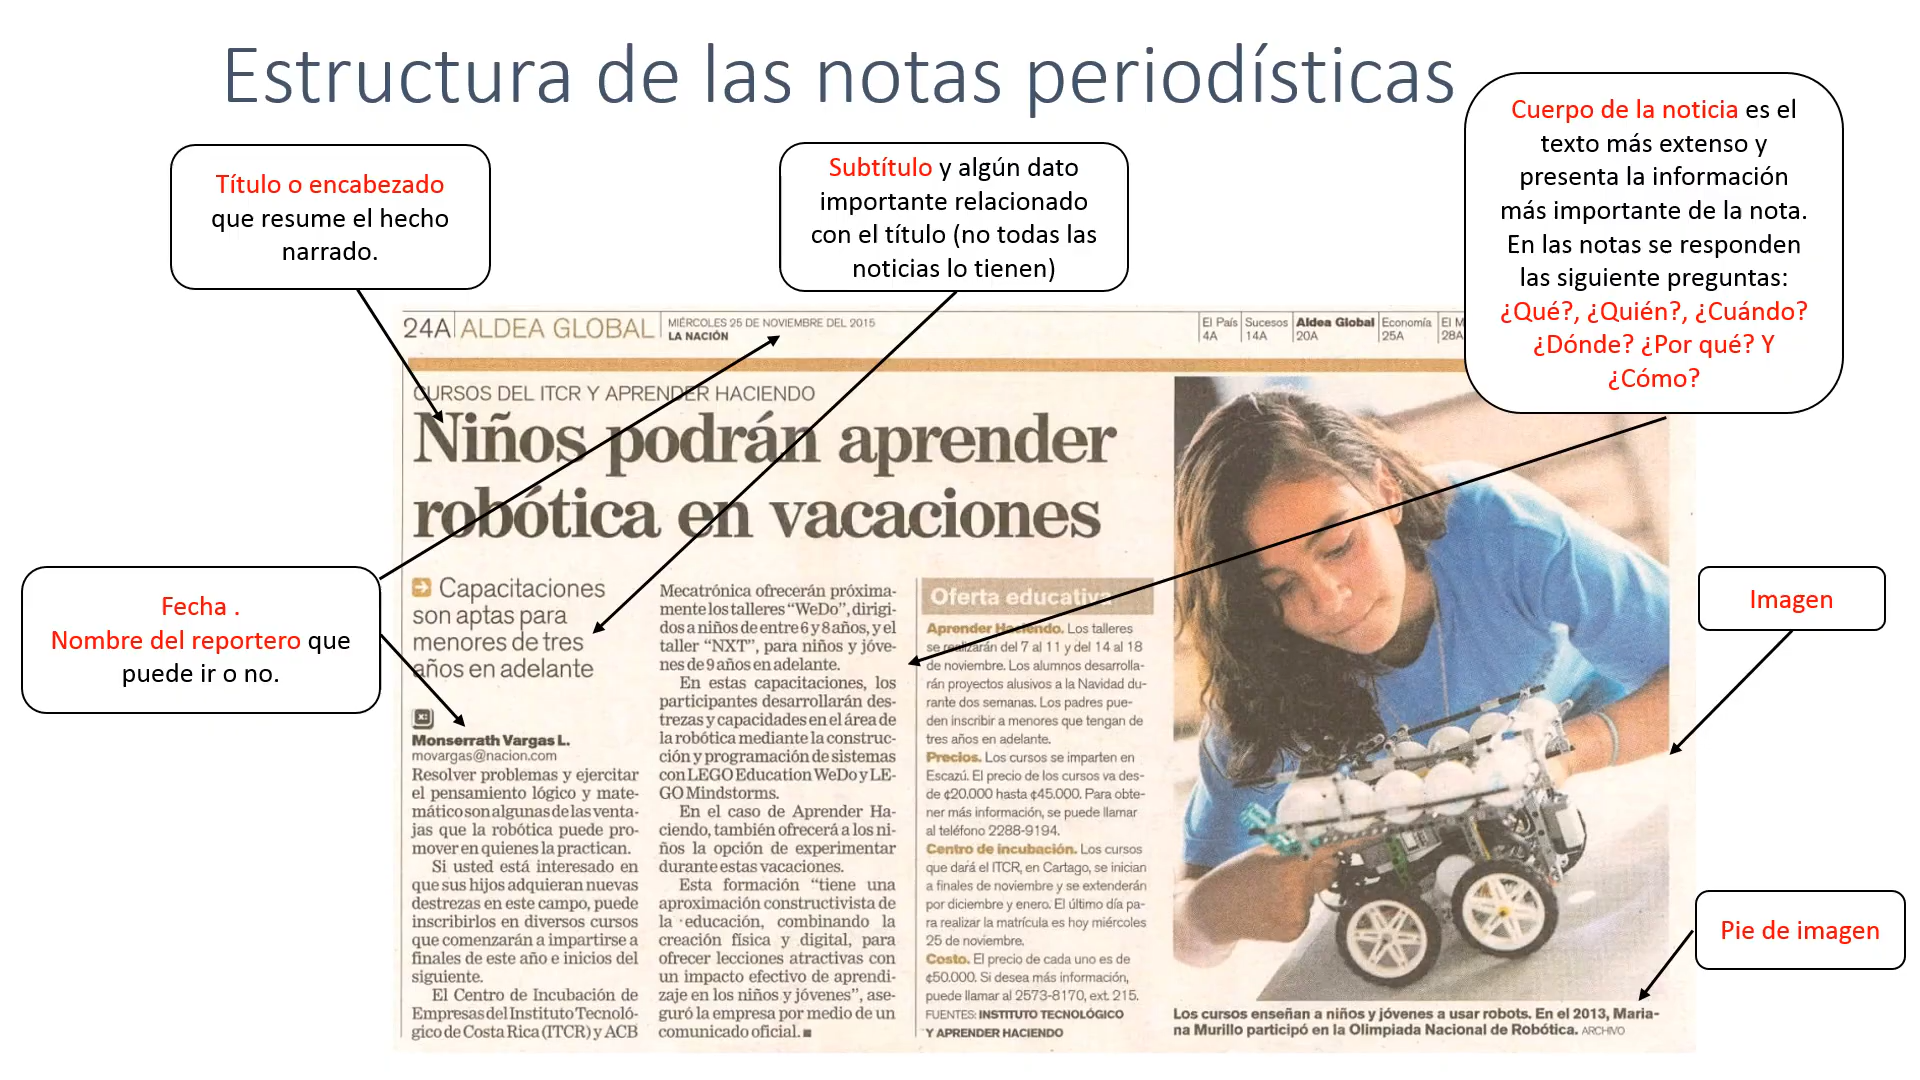 Estructura de las notas periodísticas
Título o encabezado
que resume el hecho
narrado.
Subtítulo y algún dato
importante relacionado
con el título (no todas las
noticias lo tienen)
Cuerpo de la noticia es el
texto más extenso y
presenta la información
más importante de la nota.
En las notas se responden
las siguiente preguntas:
¿Qué?, ¿Quién?, ¿Cuándo?
¿Dónde? ¿Por qué? Y
¿Cómo?
Fecha .
Nombre del reportero que
puede ir o no.
Imagen
Pie de imagen
24A ALDEA GLOBAL
MIÉRCOLES 25 DE NOVIEMBRE DEL 2015
LA NACIÓN
El País
4A
Sucesos
14A
Aldea Global
20A
Economía
25A
El M
28A
CURSOS DEL ITCR Y APRENDER HACIENDO
Niños podrán aprender
robótica en vacaciones
Capacitaciones
son aptas para
menores de tres
años en adelante
Monserrath Vargas L.
movargas@nacion.com
Resolver problemas y ejercitar
el pensamiento lógico y mate-
mático son algunas de las venta-
jas que la robótica puede pro-
mover en quienes la practican.
Si usted está interesado en
que sus hijos adquieran nuevas
destrezas en este campo, puede
inscribirlos en diversos cursos
que comenzarán a impartirse a
finales de este año e inicios del
siguiente.
El Centro de Incubación de
Empresas del Instituto Tecnoló-
gico de Costa Rica (ITCR) y ACB
Mecatrónica ofrecerán próxima-
mente los talleres “WeDo”, dirigi-
dos a niños de entre 6 y 8 años, y el
taller “NXT”, para niños y jóve-
nes de 9 años en adelante.
En estas capacitaciones, los
participantes desarrollarán des-
trezas y capacidades en el área de
la robótica mediante la construc-
ción y programación de sistemas
con LEGO Education WeDo y LE-
GO Mindstorms.
En el caso de Aprender Ha-
ciendo, también ofrecerá a los ni-
ños la opción de experimentar
durante estas vacaciones.
Esta formación “tiene una
aproximación constructivista de
la educación, combinando la
creación física y digital, para
ofrecer lecciones atractivas con
un impacto efectivo de aprendi-
zaje en los niños y jóvenes”, ase-
guró la empresa por medio de un
comunicado oficial.
Oferta educativa
Aprender Haciendo. Los talleres
se realizarán del 7 al 11 y del 14 al 18
de noviembre. Los alumnos desarrolla-
rán proyectos alusivos a la Navidad du-
rante dos semanas. Los padres pue-
den inscribir a menores que tengan de
tres años en adelante.
Precios. Los cursos se imparten en
Escazú. El precio de los cursos va des-
de ¢20.000 hasta ¢45.000. Para obte-
ner más información, se puede llamar
al teléfono 2288-9194.
Centro de incubación. Los cursos
que dará el ITCR, en Cartago, se inician
a finales de noviembre y se extenderán
por diciembre y enero. El último día pa-
ra realizar la matrícula es hoy miércoles
25 de noviembre.
Costo. El precio de cada uno es de
¢50.000. Si desea más información,
puede llamar al 2573-8170, ext. 215.
FUENTES: INSTITUTO TECNOLÓGICO
Y APRENDER HACIENDO
Los cursos enseñan a niños y jóvenes a usar robots. En el 2013, Maria-
na Murillo participó en la Olimpiada Nacional de Robótica. ARCHIVO